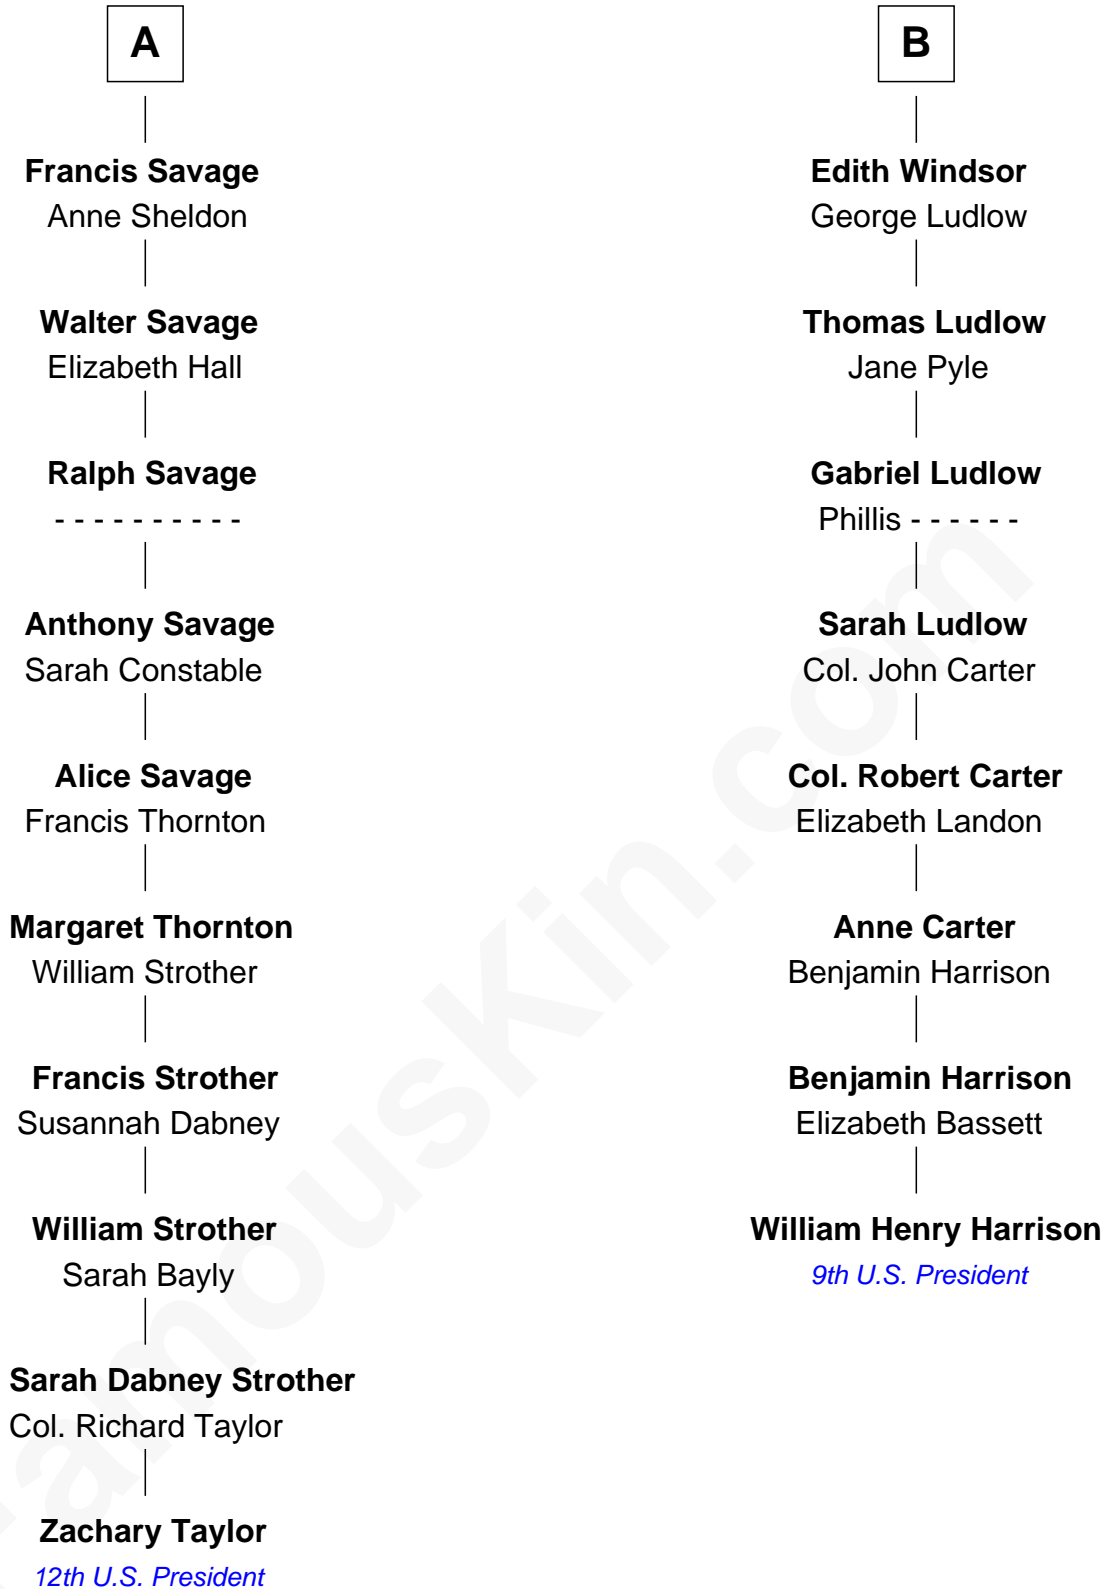 A
Francis Savage
Anne Sheldon
Walter Savage
Elizabeth Hall
Ralph Savage
- - - - - - - - - -
Anthony Savage
Sarah Constable
Alice Savage
Francis Thornton
Margaret Thornton
William Strother
Francis Strother
Susannah Dabney
William Strother
Sarah Bayly
Sarah Dabney Strother
Col. Richard Taylor
Zachary Taylor
12th U.S. President
B
Edith Windsor
George Ludlow
Thomas Ludlow
Jane Pyle
Gabriel Ludlow
Phillis - - - - - -
Sarah Ludlow
Col. John Carter
Col. Robert Carter
Elizabeth Landon
Anne Carter
Benjamin Harrison
Benjamin Harrison
Elizabeth Bassett
William Henry Harrison
9th U.S. President
FamousKin.com